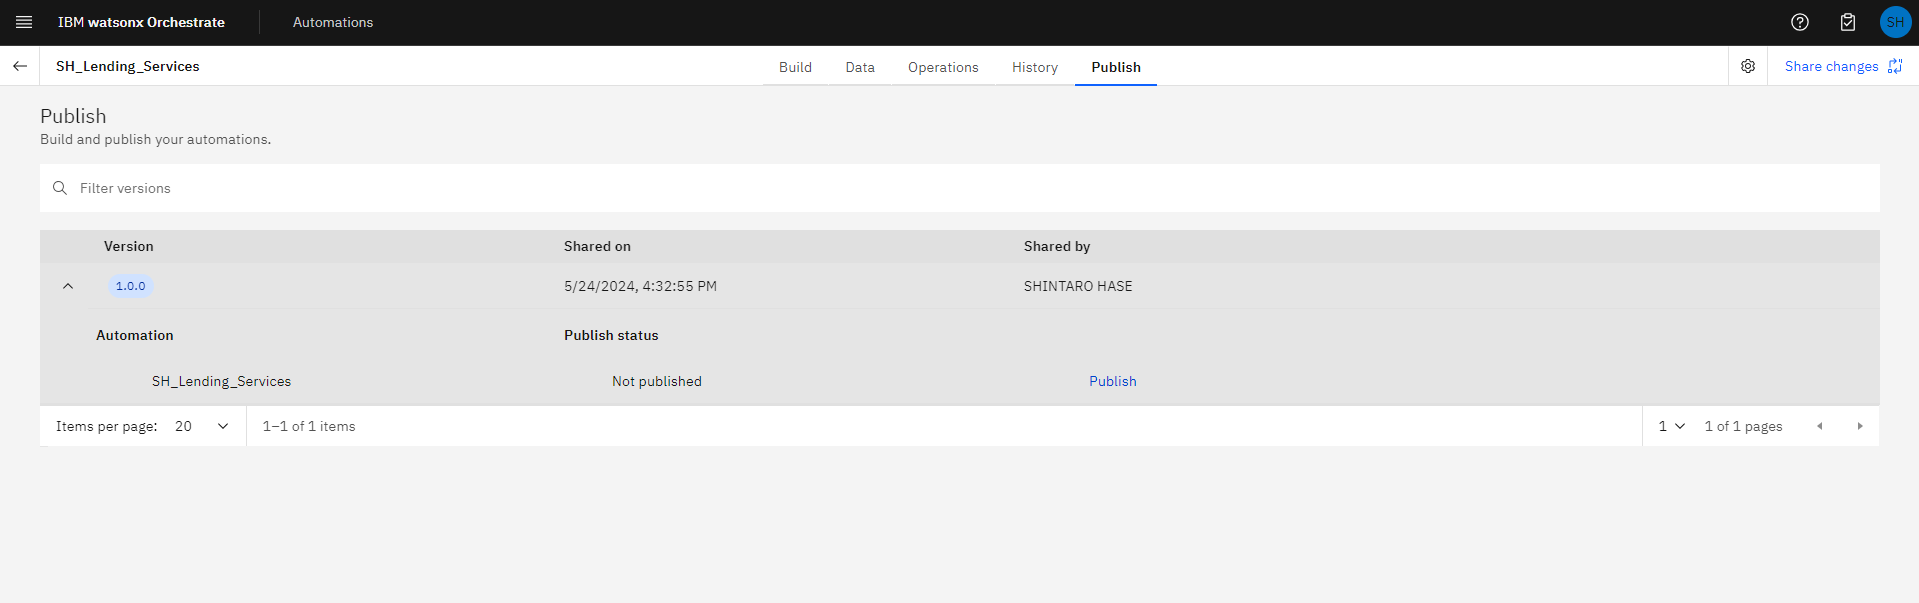 IBM watsonx Orchestrate Automations SH
SH_Lending_Services Build Data Operations History Publish Share changes
Publish
Build and publish your automations.
Filter versions
Version Shared on Shared by
1.0.0 5/24/2024, 4:32:55 PM SHINTARO HASE
Automation Publish status
SH_Lending_Services Not published Publish
Items per page: 20 1–1 of 1 items 1 1 of 1 pages